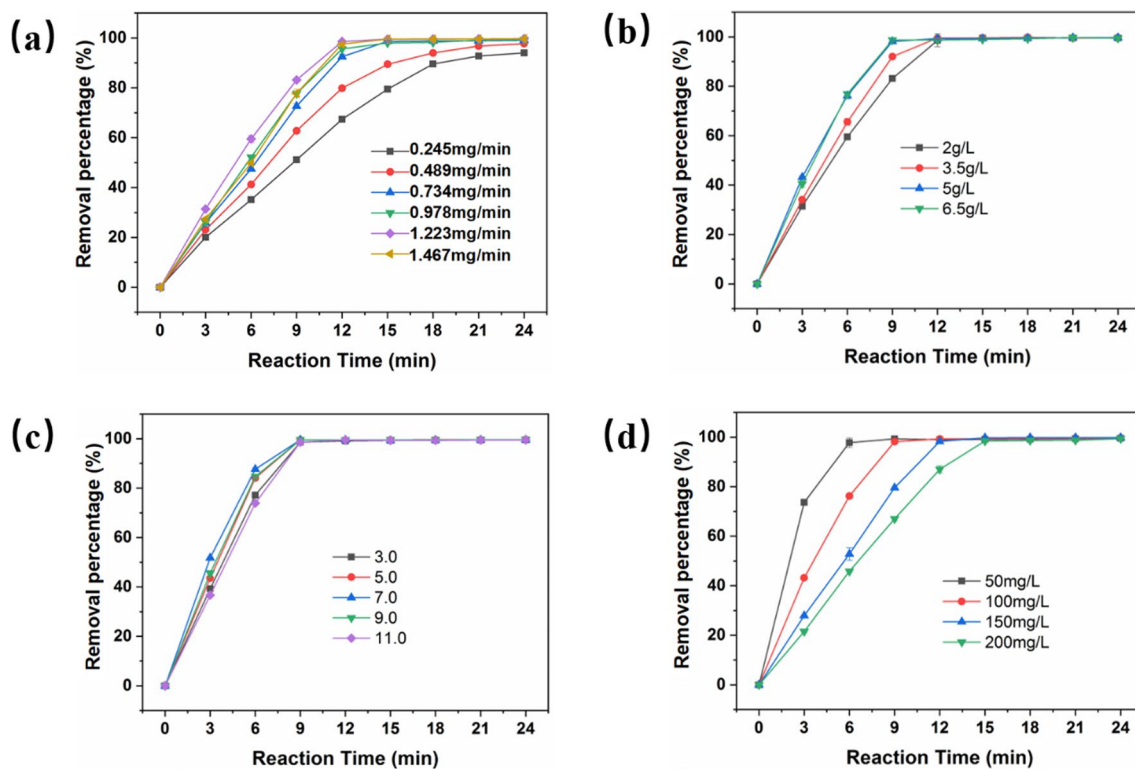 (a)
Removal percentage (%)
100
80
60
40
20
0
0.245mg/min
0.489mg/min
0.734mg/min
0.978mg/min
1.223mg/min
1.467mg/min
0 3 6 9 12 15 18 21 24
Reaction Time (min)
(b)
Removal percentage (%)
100
80
60
40
20
0
2g/L
3.5g/L
5g/L
6.5g/L
0 3 6 9 12 15 18 21 24
Reaction Time (min)
(c)
Removal percentage (%)
100
80
60
40
20
0
3.0
5.0
7.0
9.0
11.0
0 3 6 9 12 15 18 21 24
Reaction Time (min)
(d)
Removal percentage (%)
100
80
60
40
20
0
50mg/L
100mg/L
150mg/L
200mg/L
0 3 6 9 12 15 18 21 24
Reaction Time (min)